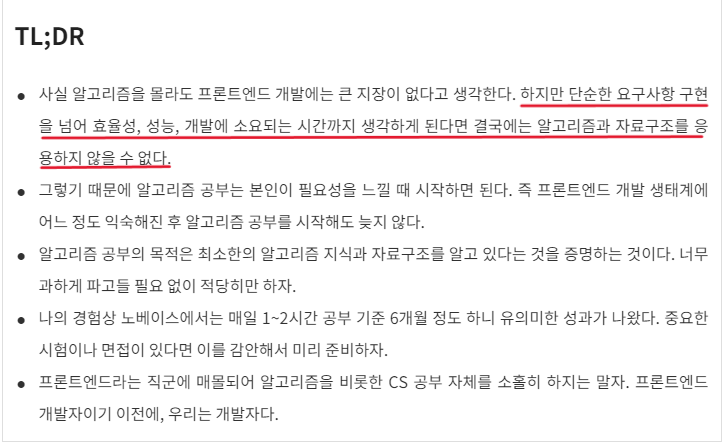 TL;DR
● 사실 알고리즘을 몰라도 프론트엔드 개발에는 큰 지장이 없다고 생각한다. 하지만 단순한 요구사항 구현
을 넘어 효율성, 성능, 개발에 소요되는 시간까지 생각하게 된다면 결국에는 알고리즘과 자료구조를 응
용하지 않을 수 없다.
● 그렇기 때문에 알고리즘 공부는 본인이 필요성을 느낄 때 시작하면 된다. 즉 프론트엔드 개발 생태계에
어느 정도 익숙해진 후 알고리즘 공부를 시작해도 늦지 않다.
● 알고리즘 공부의 목적은 최소한의 알고리즘 지식과 자료구조를 알고 있다는 것을 증명하는 것이다. 너무
과하게 파고들 필요 없이 적당히만 하자.
● 나의 경험상 노베이스에서는 매일 1~2시간 공부 기준 6개월 정도 하니 유의미한 성과가 나왔다. 중요한
시험이나 면접이 있다면 이를 감안해서 미리 준비하자.
● 프론트엔드라는 직군에 매몰되어 알고리즘을 비롯한 CS 공부 자체를 소홀히 하지는 말자. 프론트엔드
개발자이기 이전에, 우리는 개발자다.